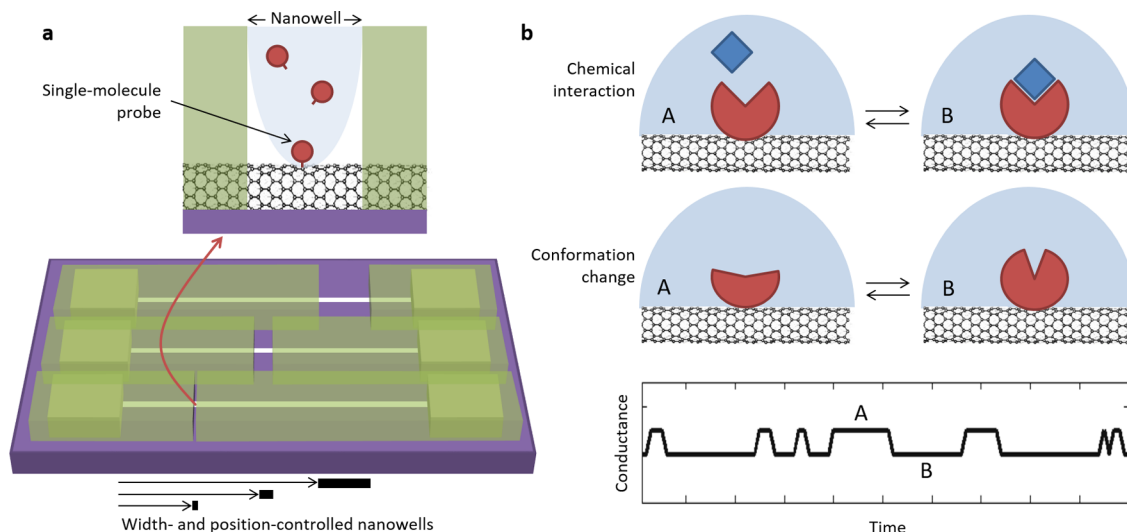 a
Nanowell
Single-molecule
probe
Width- and position-controlled nanowells
b
Chemical
interaction
A
B
Conformation
change
A
B
Conductance
A
B
Time